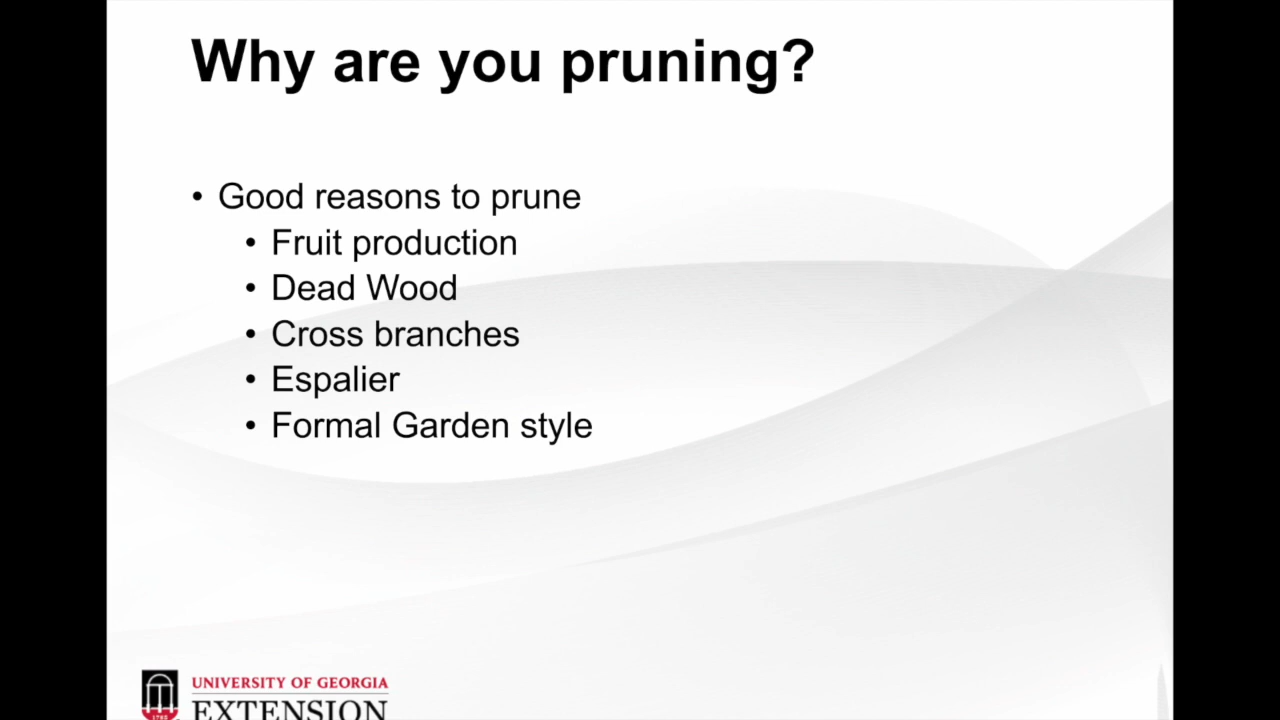 Why are you pruning?
• Good reasons to prune
• Fruit production
• Dead Wood
• Cross branches
• Espalier
• Formal Garden style
UNIVERSITY OF GEORGIA
EXTENSION
1785